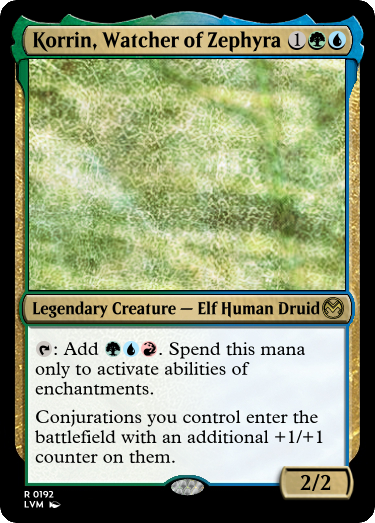 Korrin, Watcher of Zephyra 1
Legendary Creature — Elf Human Druid
: Add . Spend this mana
only to activate abilities of
enchantments.
Conjurations you control enter the
battlefield with an additional +1/+1
counter on them.
2/2
R 0192
LVM